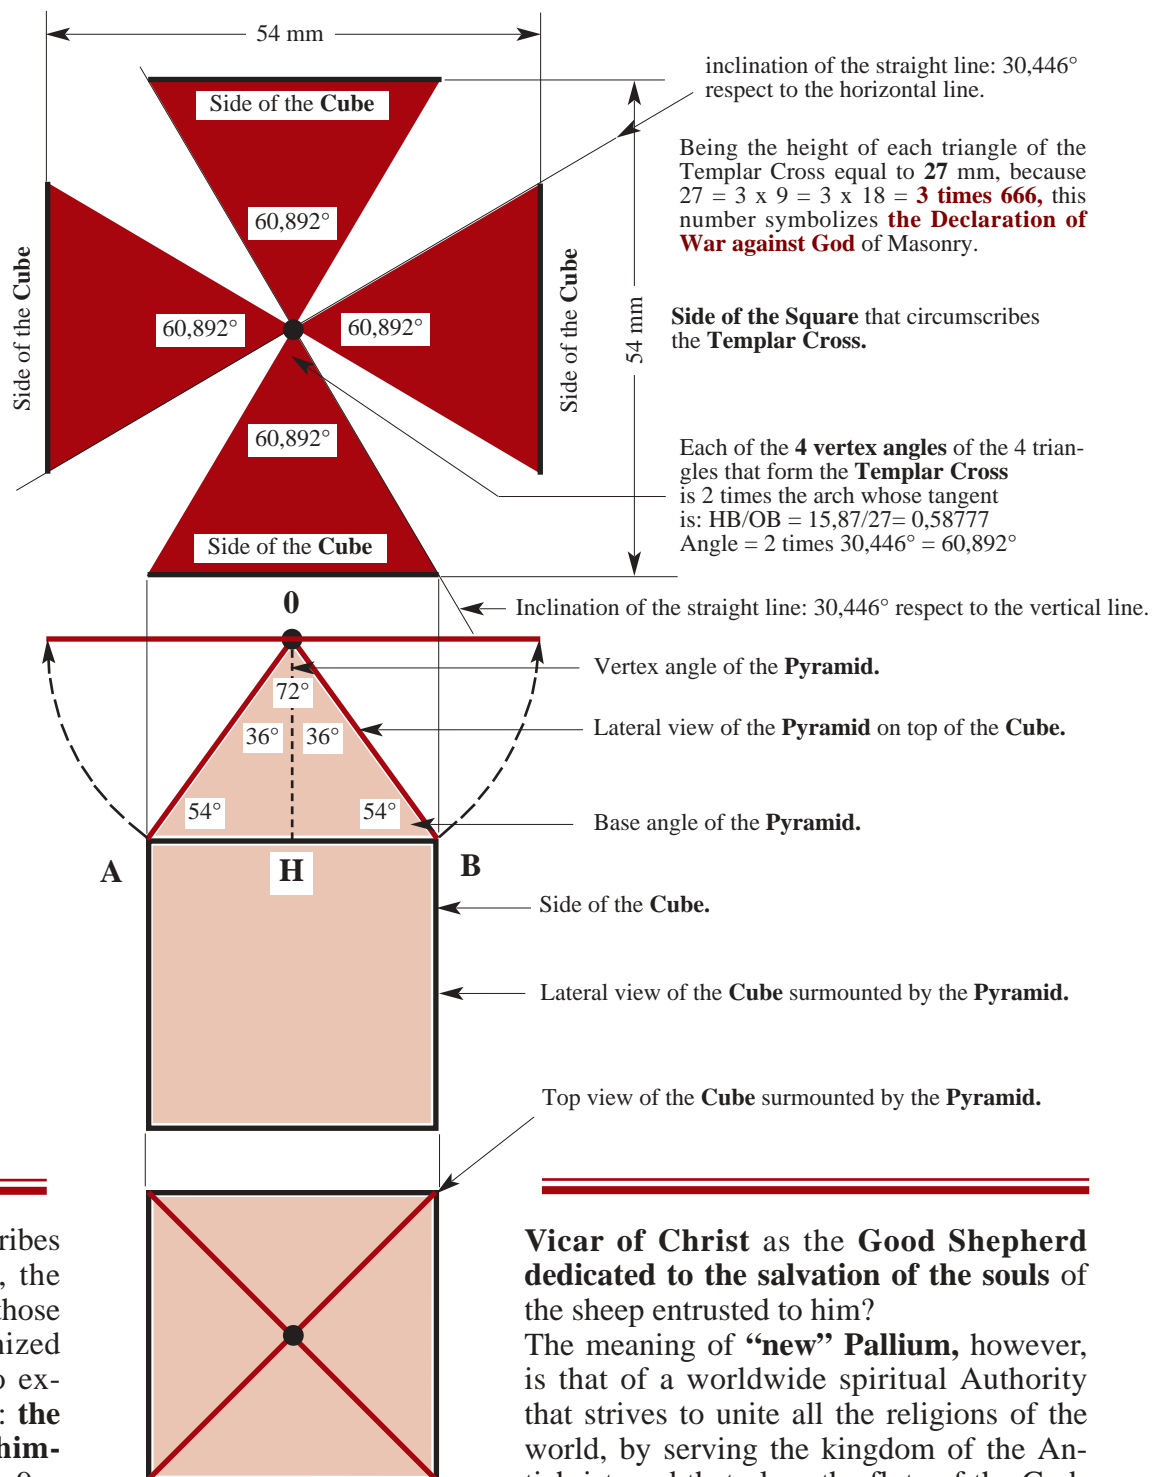 54 mm
inclination of the straight line: 30,446°
respect to the horizontal line.
Side of the Cube
Being the height of each triangle of the
Templar Cross equal to 27 mm, because
27 = 3 x 9 = 3 x 18 = 3 times 666, this
number symbolizes the Declaration of
War against God of Masonry.
60,892°
Side of the Cube
60,892°
60,892°
Side of the Cube
54 mm
Side of the Square that circumscribes
the Templar Cross.
60,892°
Each of the 4 vertex angles of the 4 trian-
gles that form the Templar Cross
is 2 times the arch whose tangent
is: HB/OB = 15,87/27= 0,58777
Angle = 2 times 30,446° = 60,892°
Side of the Cube
0
Inclination of the straight line: 30,446° respect to the vertical line.
Vertex angle of the Pyramid.
72°
36°
36°
Lateral view of the Pyramid on top of the Cube.
54°
54°
Base angle of the Pyramid.
A
H
B
Side of the Cube.
Lateral view of the Cube surmounted by the Pyramid.
Top view of the Cube surmounted by the Pyramid.
ribes
, the
those
nized
o ex-
: the
him-
Vicar of Christ as the Good Shepherd
dedicated to the salvation of the souls of
the sheep entrusted to him?
The meaning of “new” Pallium, however,
is that of a worldwide spiritual Authority
that strives to unite all the religions of the
world, by serving the kingdom of the An-